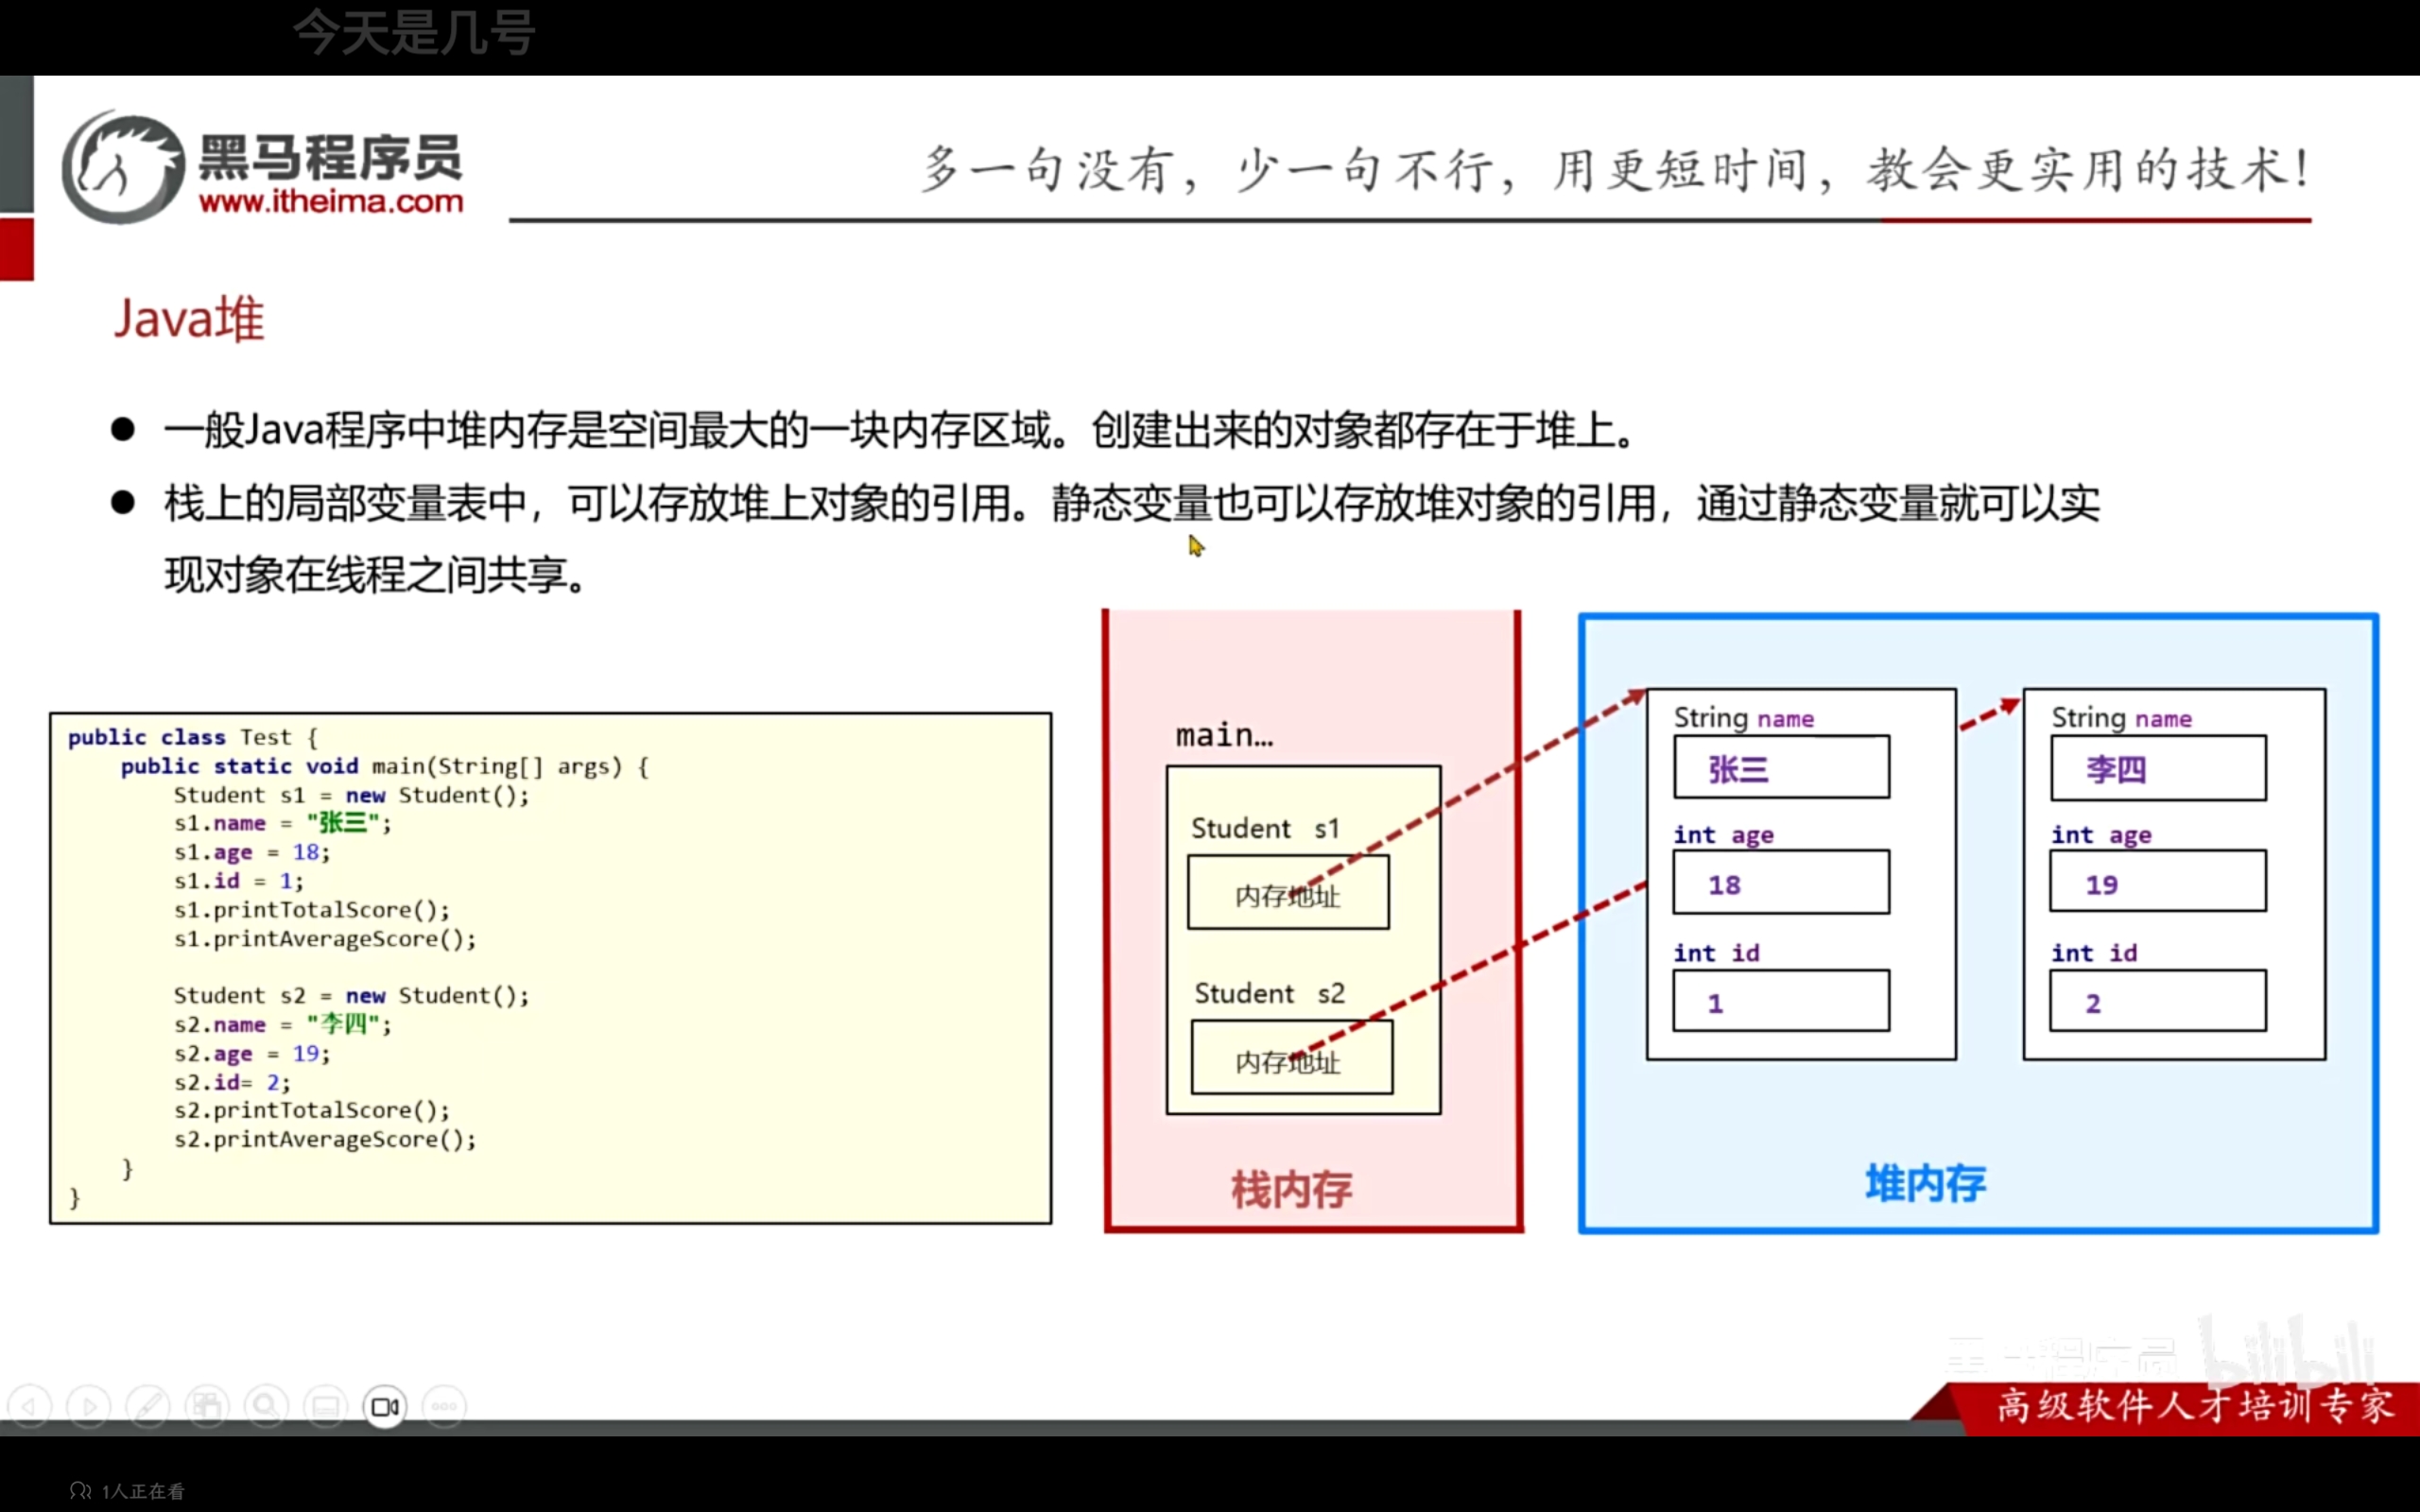 今天是几号
黑马程序员
www.itheima.com
多一句没有，少一句不行，用更短时间，教会更实用的技术！
Java堆
● 一般Java程序中堆内存是空间最大的一块内存区域。创建出来的对象都存在于堆上。
● 栈上的局部变量表中，可以存放堆上对象的引用。静态变量也可以存放堆对象的引用，通过静态变量就可以实
现对象在线程之间共享。
public class Test {
public static void main(String[] args) {
Student s1 = new Student();
s1.name = "张三";
s1.age = 18;
s1.id = 1;
s1.printTotalScore();
s1.printAverageScore();
Student s2 = new Student();
s2.name = "李四";
s2.age = 19;
s2.id= 2;
s2.printTotalScore();
s2.printAverageScore();
}
}
main…
Student s1
内存地址
Student s2
内存地址
栈内存
String name
张三
int age
18
int id
1
String name
李四
int age
19
int id
2
堆内存
黑马程序员 bilibili
高级软件人才培训专家
1人正在看